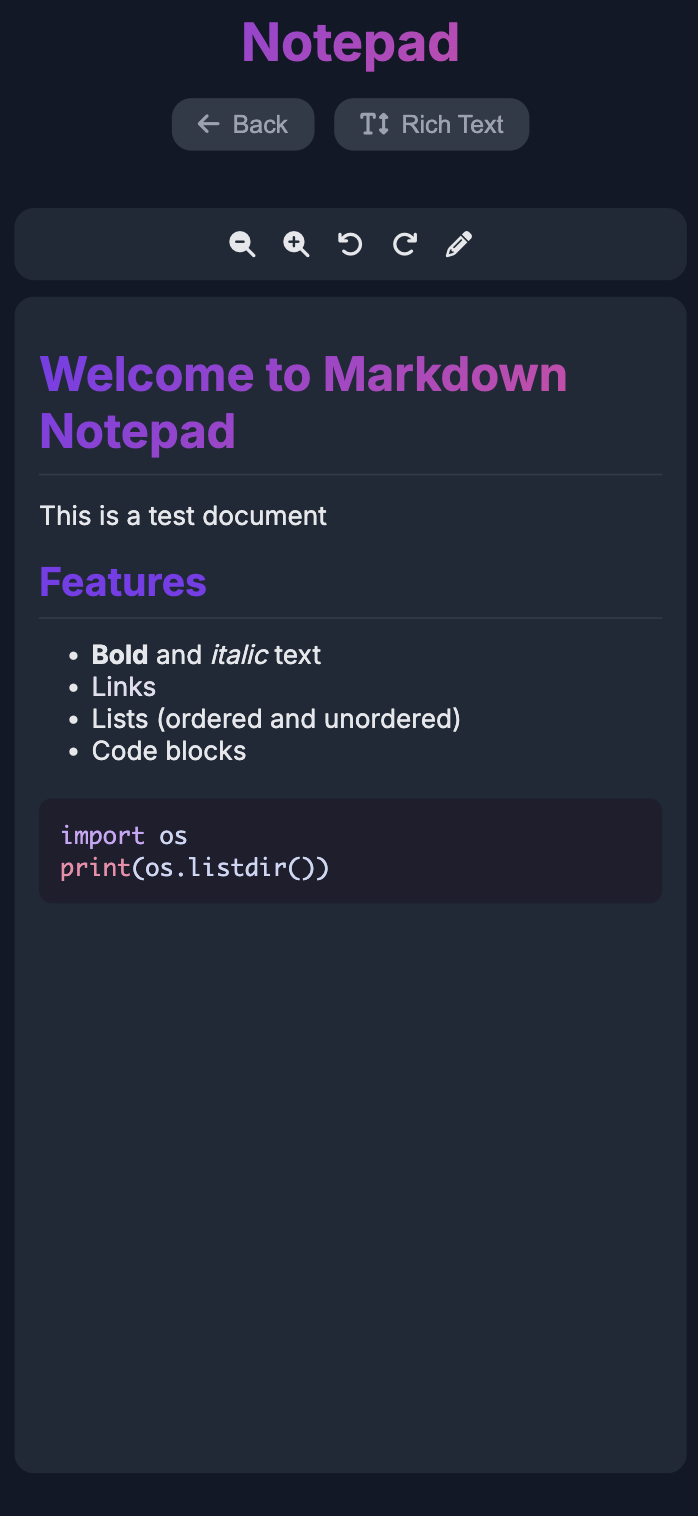 Notepad
Back
Rich Text
Welcome to Markdown
Notepad
This is a test document
Features
Bold and italic text
Links
Lists (ordered and unordered)
Code blocks
import os
print(os.listdir())